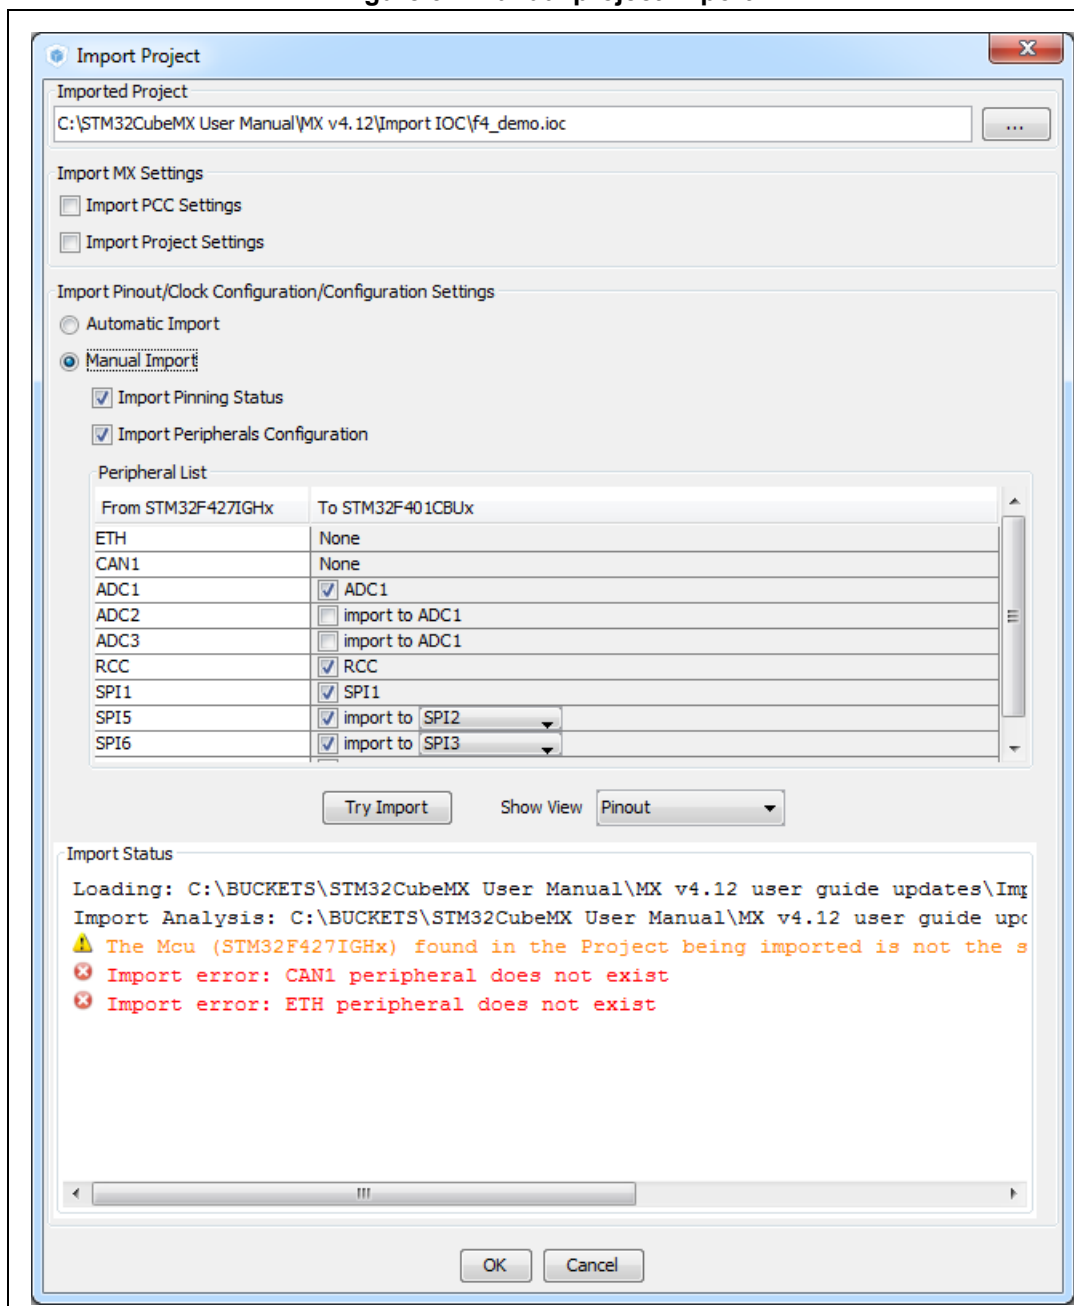 Import Project
Imported Project
C:\STM32CubeMX User Manual\MX v4.12\Import IOC\f4_demo.ioc
...
Import MX Settings
Import PCC Settings
Import Project Settings
Import Pinout/Clock Configuration/Configuration Settings
Automatic Import
Manual Import
Import Pinning Status
Import Peripherals Configuration
Peripheral List
From STM32F427IGHx To STM32F401CBUx
ETH None
CAN1 None
ADC1 ADC1
ADC2 import to ADC1
ADC3 import to ADC1
RCC RCC
SPI1 SPI1
SPI5 import to SPI2
SPI6 import to SPI3
Try Import Show View Pinout
Import Status
Loading: C:\BUCKETS\STM32CubeMX User Manual\MX v4.12 user guide updates\Imp
Import Analysis: C:\BUCKETS\STM32CubeMX User Manual\MX v4.12 user guide upd
The Mcu (STM32F427IGHx) found in the Project being imported is not the s
Import error: CAN1 peripheral does not exist
Import error: ETH peripheral does not exist
OK Cancel